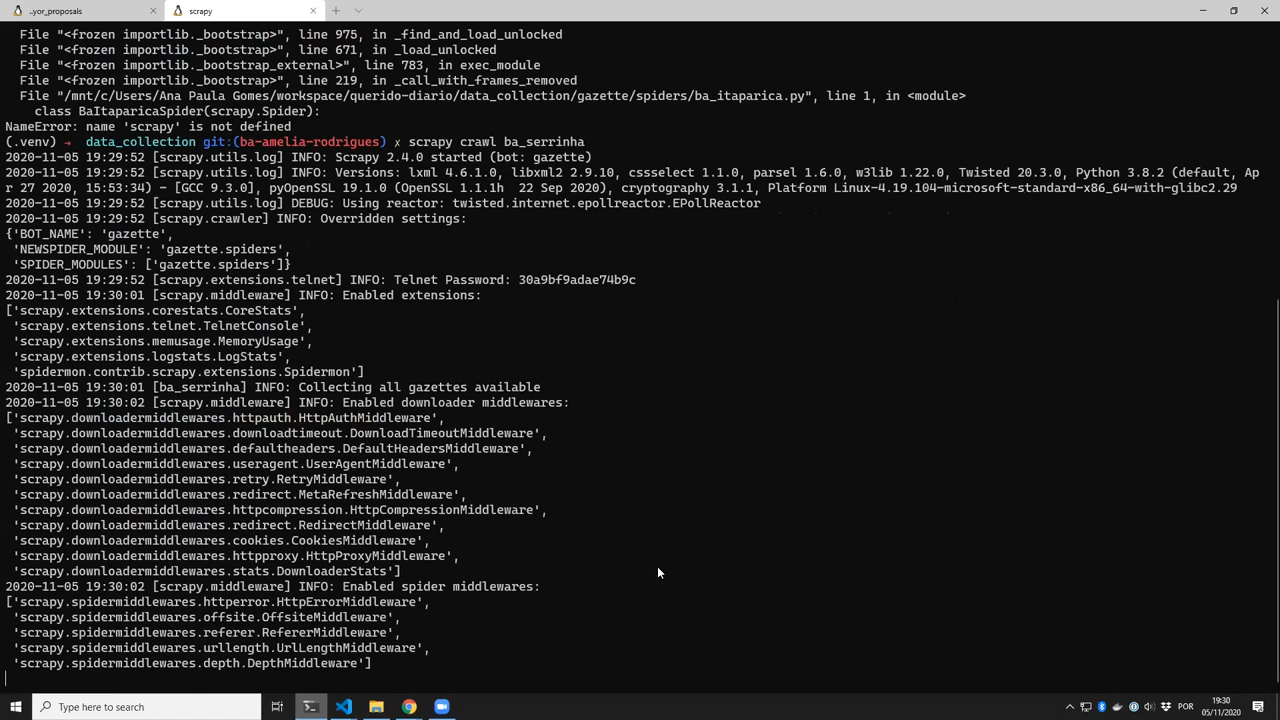 ..yor_proposals
scrapy
File "<frozen importlib._bootstrap>", line 975, in _find_and_load_unlocked
File "<frozen importlib._bootstrap>", line 671, in _load_unlocked
File "<frozen importlib._bootstrap_external>", line 783, in exec_module
File "<frozen importlib._bootstrap>", line 219, in _call_with_frames_removed
File "/mnt/c/Users/Ana Paula Gomes/workspace/querido-diario/data_collection/gazette/spiders/ba_itaparica.py", line 1, in <module>
class BaItaparicaSpider(scrapy.Spider):
NameError: name 'scrapy' is not defined
(.venv) → data_collection git:(ba-amelia-rodrigues) ✗ scrapy crawl ba_serrinha
2020-11-05 19:29:52 [scrapy.utils.log] INFO: Scrapy 2.4.0 started (bot: gazette)
2020-11-05 19:29:52 [scrapy.utils.log] INFO: Versions: lxml 4.6.1.0, libxml2 2.9.10, cssselect 1.1.0, parsel 1.6.0, w3lib 1.22.0, Twisted 20.3.0, Python 3.8.2 (default, Ap
r 27 2020, 15:53:34) - [GCC 9.3.0], pyOpenSSL 19.1.0 (OpenSSL 1.1.1h  22 Sep 2020), cryptography 3.1.1, Platform Linux-4.19.104-microsoft-standard-x86_64-with-glibc2.29
2020-11-05 19:29:52 [scrapy.utils.log] DEBUG: Using reactor: twisted.internet.epollreactor.EPollReactor
2020-11-05 19:29:52 [scrapy.crawler] INFO: Overridden settings:
{'BOT_NAME': 'gazette',
'NEWSPIDER_MODULE': 'gazette.spiders',
'SPIDER_MODULES': ['gazette.spiders']}
2020-11-05 19:29:52 [scrapy.extensions.telnet] INFO: Telnet Password: 30a9bf9adae74b9c
2020-11-05 19:30:01 [scrapy.middleware] INFO: Enabled extensions:
['scrapy.extensions.corestats.CoreStats',
'scrapy.extensions.telnet.TelnetConsole',
'scrapy.extensions.memusage.MemoryUsage',
'scrapy.extensions.logstats.LogStats',
'spidermon.contrib.scrapy.extensions.Spidermon']
2020-11-05 19:30:01 [ba_serrinha] INFO: Collecting all gazettes available
2020-11-05 19:30:02 [scrapy.middleware] INFO: Enabled downloader middlewares:
['scrapy.downloadermiddlewares.httpauth.HttpAuthMiddleware',
'scrapy.downloadermiddlewares.downloadtimeout.DownloadTimeoutMiddleware',
'scrapy.downloadermiddlewares.defaultheaders.DefaultHeadersMiddleware',
'scrapy.downloadermiddlewares.useragent.UserAgentMiddleware',
'scrapy.downloadermiddlewares.retry.RetryMiddleware',
'scrapy.downloadermiddlewares.redirect.MetaRefreshMiddleware',
'scrapy.downloadermiddlewares.httpcompression.HttpCompressionMiddleware',
'scrapy.downloadermiddlewares.redirect.RedirectMiddleware',
'scrapy.downloadermiddlewares.cookies.CookiesMiddleware',
'scrapy.downloadermiddlewares.httpproxy.HttpProxyMiddleware',
'scrapy.downloadermiddlewares.stats.DownloaderStats']
2020-11-05 19:30:02 [scrapy.middleware] INFO: Enabled spider middlewares:
['scrapy.spidermiddlewares.httperror.HttpErrorMiddleware',
'scrapy.spidermiddlewares.offsite.OffsiteMiddleware',
'scrapy.spidermiddlewares.referer.RefererMiddleware',
'scrapy.spidermiddlewares.urllength.UrlLengthMiddleware',
'scrapy.spidermiddlewares.depth.DepthMiddleware']
Type here to search
POR
19:30
05/11/2020